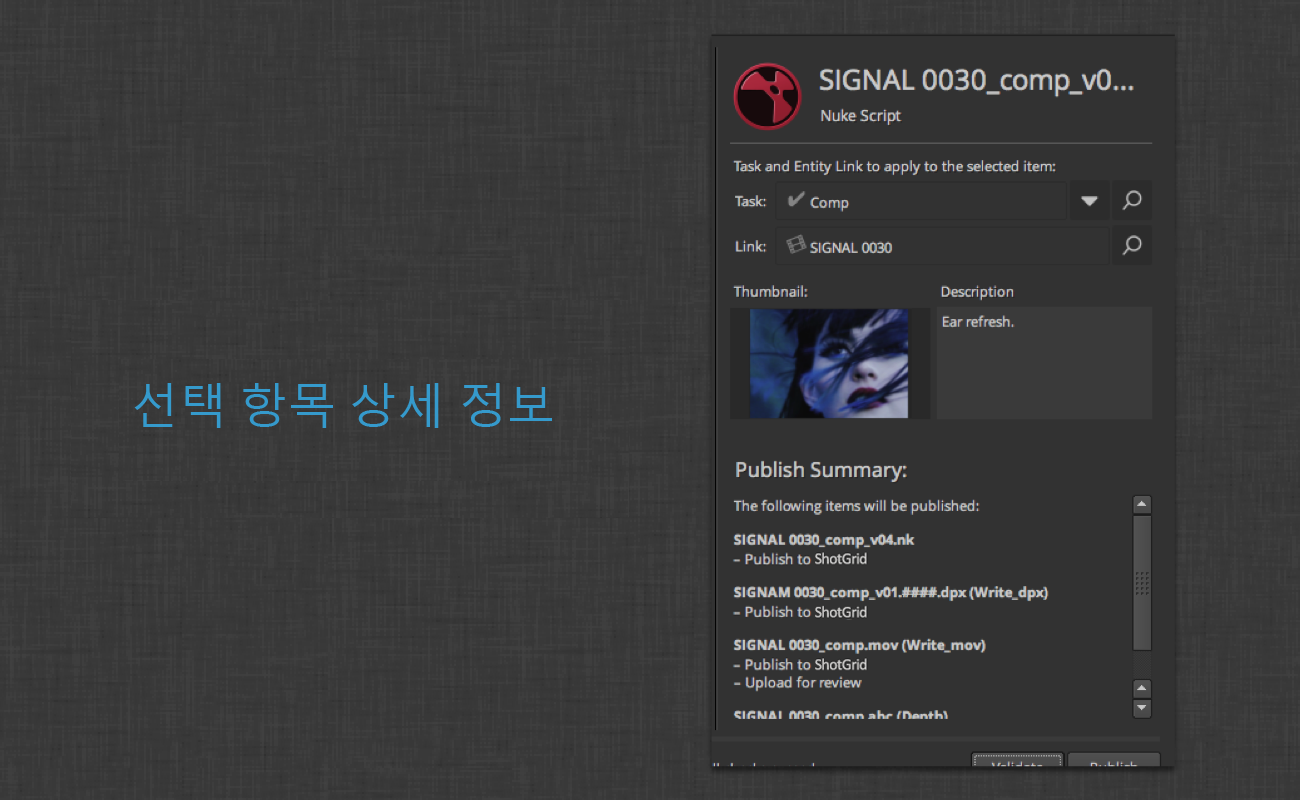 선택 항목 상세 정보
SIGNAL 0030_comp_v0...
Nuke Script
Task and Entity Link to apply to the selected item:
Task: Comp
Link: SIGNAL 0030
Thumbnail: Description
Ear refresh.
Publish Summary:
The following items will be published:
SIGNAL 0030_comp_v04.nk
– Publish to ShotGrid
SIGNAM 0030_comp_v01.####.dpx (Write_dpx)
– Publish to ShotGrid
SIGNAL 0030_comp.mov (Write_mov)
– Publish to ShotGrid
– Upload for review
SIGNAL 0030_comp.abc (Depth)
Validate Publish